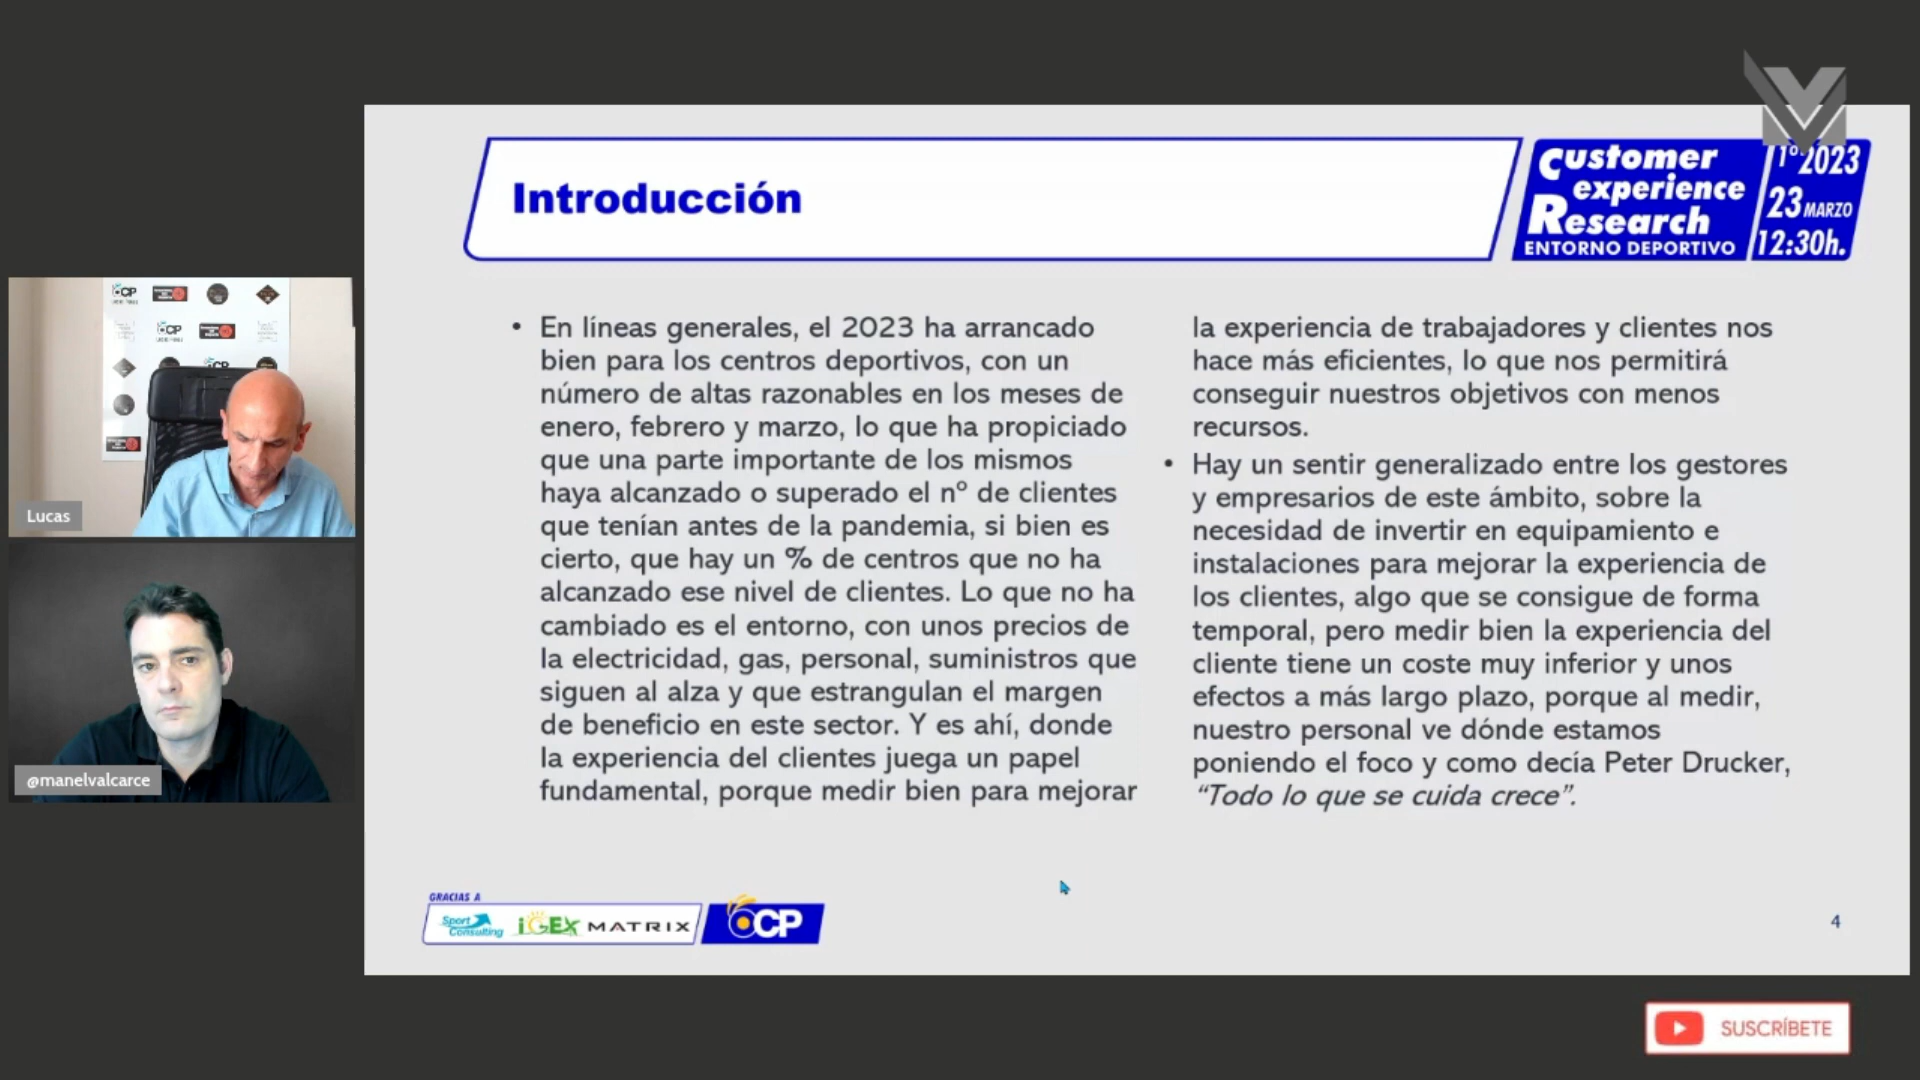 Introducción
Customer
experience
Research
ENTORNO DEPORTIVO
1º 2023
23 MARZO
12:30h.
• En líneas generales, el 2023 ha arrancado
bien para los centros deportivos, con un
número de altas razonables en los meses de
enero, febrero y marzo, lo que ha propiciado
que una parte importante de los mismos
haya alcanzado o superado el nº de clientes
que tenían antes de la pandemia, si bien es
cierto, que hay un % de centros que no ha
alcanzado ese nivel de clientes. Lo que no ha
cambiado es el entorno, con unos precios de
la electricidad, gas, personal, suministros que
siguen al alza y que estrangulan el margen
de beneficio en este sector. Y es ahí, donde
la experiencia del clientes juega un papel
fundamental, porque medir bien para mejorar
la experiencia de trabajadores y clientes nos
hace más eficientes, lo que nos permitirá
conseguir nuestros objetivos con menos
recursos.
• Hay un sentir generalizado entre los gestores
y empresarios de este ámbito, sobre la
necesidad de invertir en equipamiento e
instalaciones para mejorar la experiencia de
los clientes, algo que se consigue de forma
temporal, pero medir bien la experiencia del
cliente tiene un coste muy inferior y unos
efectos a más largo plazo, porque al medir,
nuestro personal ve dónde estamos
poniendo el foco y como decía Peter Drucker,
“Todo lo que se cuida crece”.
Lucas
@manelvalcarce
GRACIAS A
Sport Consulting
iGEX
MATRIX
OCP
4
SUSCRÍBETE